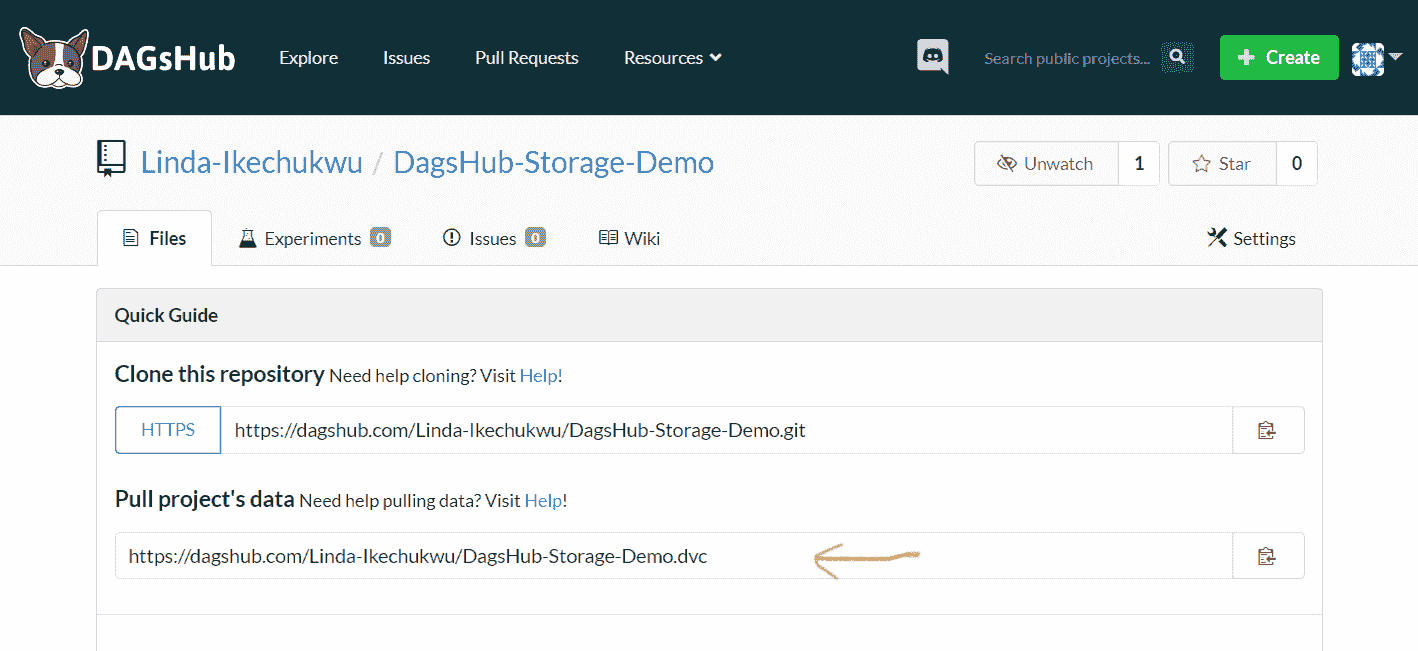 DAGsHub Explore Issues Pull Requests Resources Search public projects... Create
Linda-Ikechukwu / DagsHub-Storage-Demo Unwatch 1 Star 0
Files Experiments 0 Issues 0 Wiki Settings
Quick Guide
Clone this repository Need help cloning? Visit Help!
HTTPS https://dagshub.com/Linda-Ikechukwu/DagsHub-Storage-Demo.git
Pull project's data Need help pulling data? Visit Help!
https://dagshub.com/Linda-Ikechukwu/DagsHub-Storage-Demo.dvc